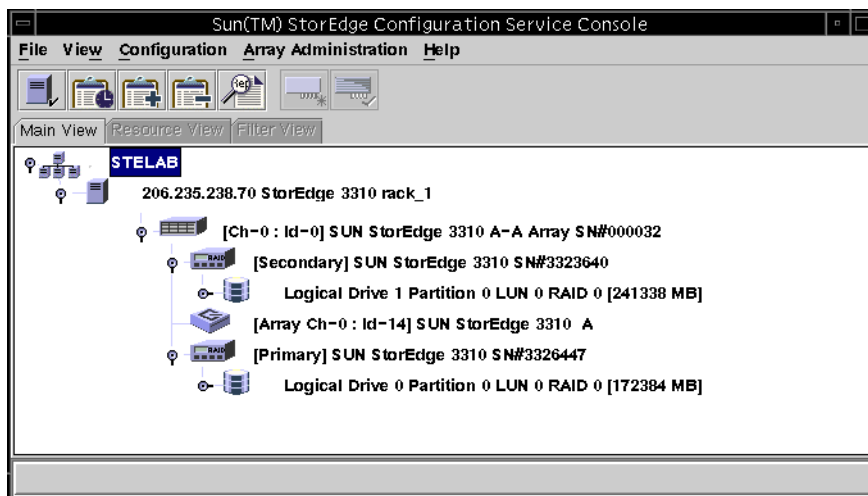 Sun(TM) StorEdge Configuration Service Console
File View Configuration Array Administration Help
Rep
Main View Resource View Filter View
STELAB
206.235.238.70 StorEdge 3310 rack_1
[Ch-0 : Id-0] SUN StorEdge 3310 A-A Array SN#000032
[Secondary] SUN StorEdge 3310 SN#3323640
Logical Drive 1 Partition 0 LUN 0 RAID 0 [241338 MB]
[Array Ch-0 : Id-14] SUN StorEdge 3310 A
[Primary] SUN StorEdge 3310 SN#3326447
Logical Drive 0 Partition 0 LUN 0 RAID 0 [172384 MB]